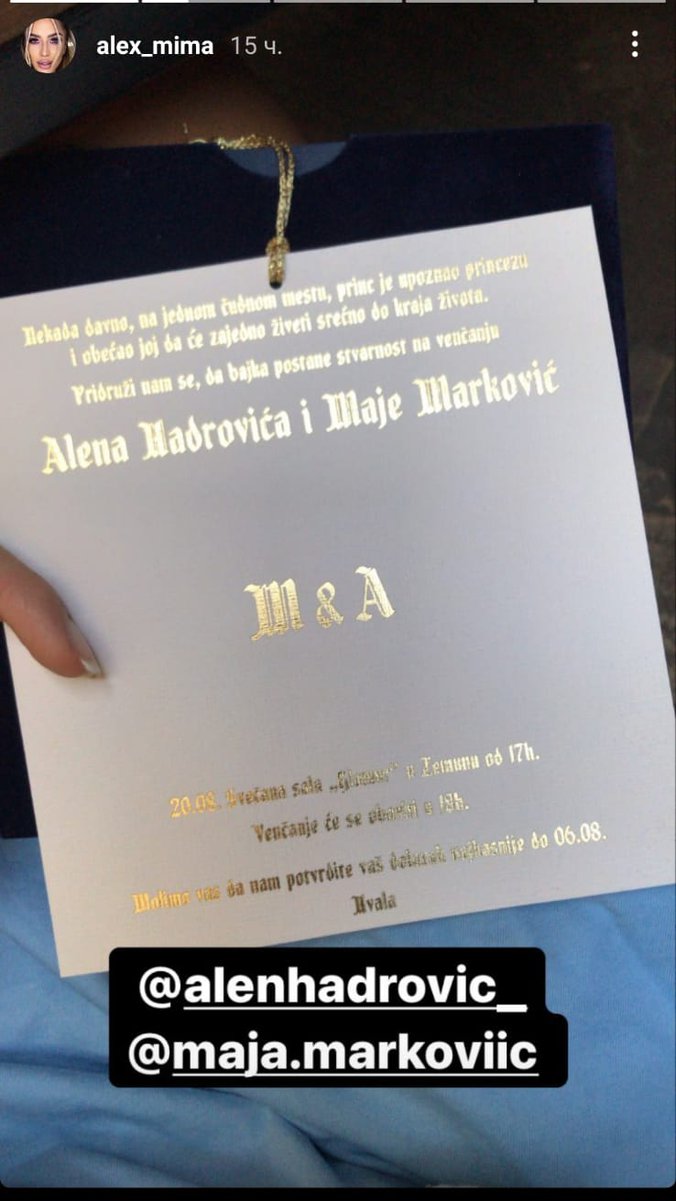 alex_mima 15 ч.
Nekada davno, na jednom čudnom mestu, princ je upoznao princezu
i obećao joj da će zajedno živeti srećno do kraja života.
Pridruži nam se, da bajka postane stvarnost na venčanju
Alena Hadrovića i Maje Marković
M & A
20.08. Svečana sala „Glamur“ u Zemunu od 17h.
Venčanje će se obaviti u 18h.
Molimo vas da nam potvrdite vaš dolazak najkasnije do 06.08.
Hvala
@alenhadrovic_
@maja.markoviic